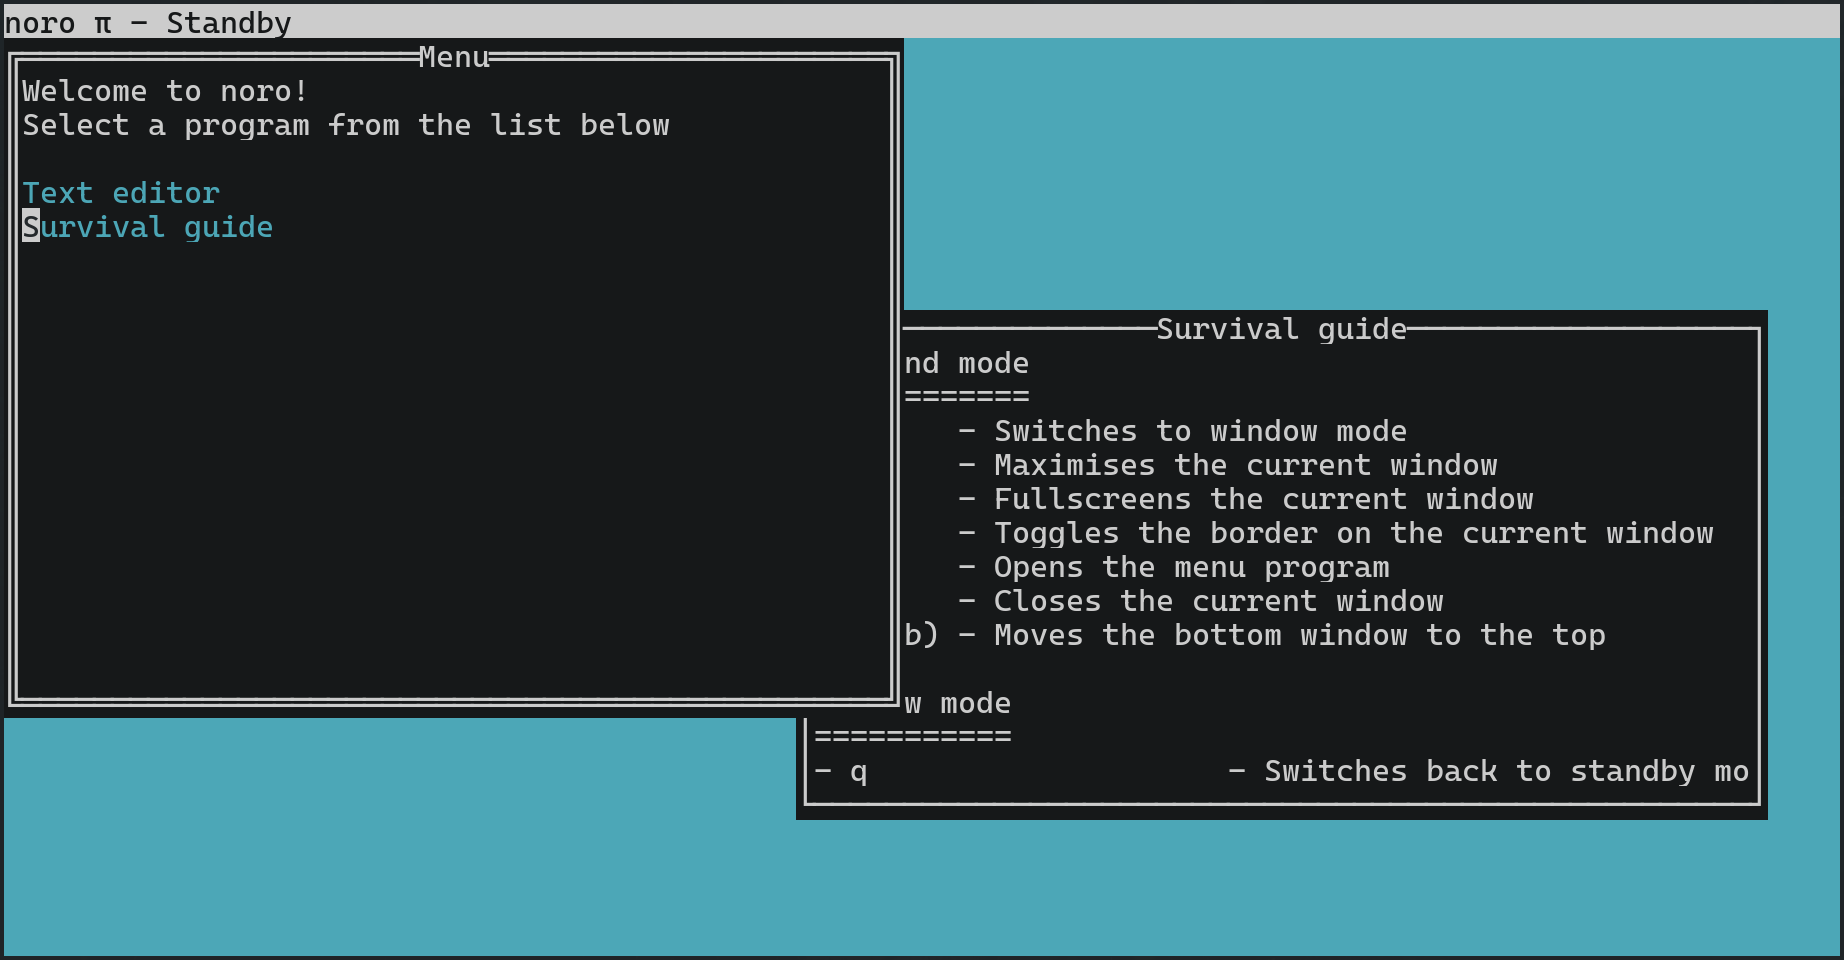 noro π - Standby
Menu
Welcome to noro!
Select a program from the list below
Text editor
Survival guide
Survival guide
nd mode
=======
- Switches to window mode
- Maximises the current window
- Fullscreens the current window
- Toggles the border on the current window
- Opens the menu program
- Closes the current window
b) - Moves the bottom window to the top
w mode
===========
- q - Switches back to standby mo